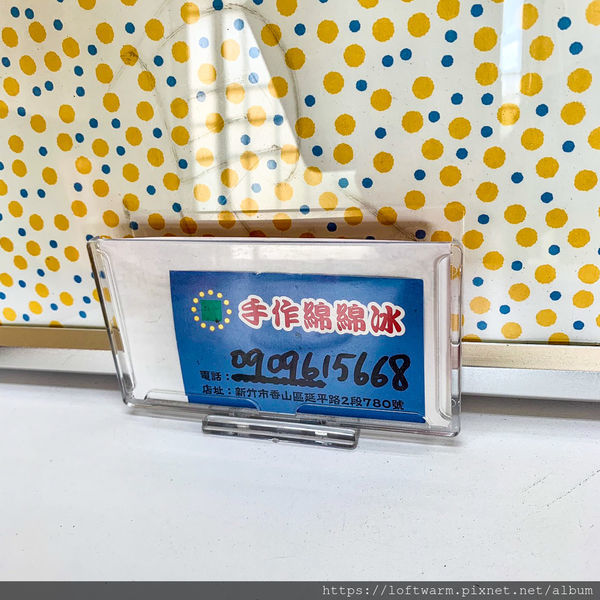 手作綿綿冰
電話：0909615668
店址：新竹市香山區延平路2段780號
https://loftwarm.pixnet.net/album